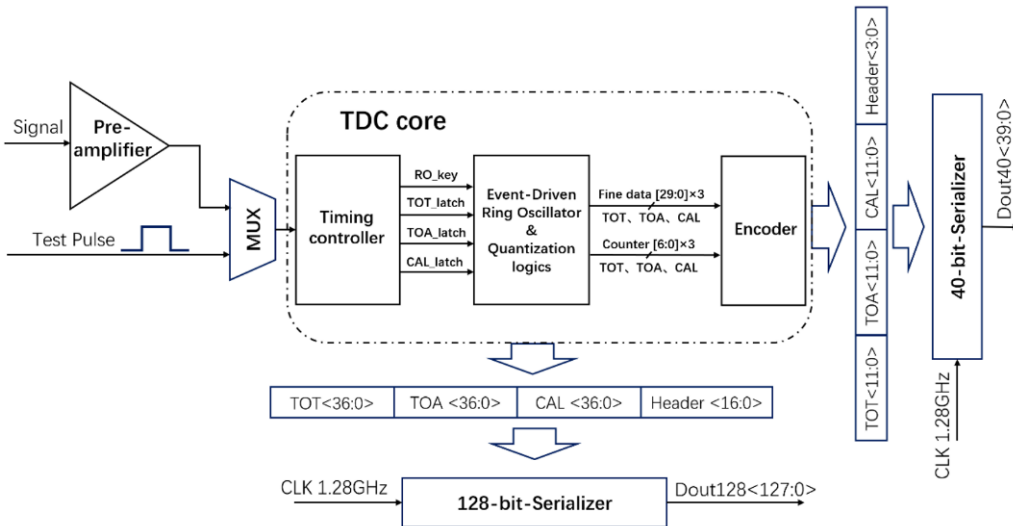 Signal
Pre-
amplifier
Test Pulse
MUX
TDC core
Timing
controller
RO_key
TOT_latch
TOA_latch
CAL_latch
Event-Driven
Ring Oscillator
&
Quantization
logics
Fine data [29:0]×3
TOT、TOA、CAL
Counter [6:0]×3
TOT、TOA、CAL
Encoder
Header<3:0>
CAL<11:0>
TOA<11:0>
TOT<11:0>
40-bit-Serializer
Dout40<39:0>
CLK 1.28GHz
TOT<36:0>
TOA <36:0>
CAL <36:0>
Header <16:0>
CLK 1.28GHz
128-bit-Serializer
Dout128<127:0>